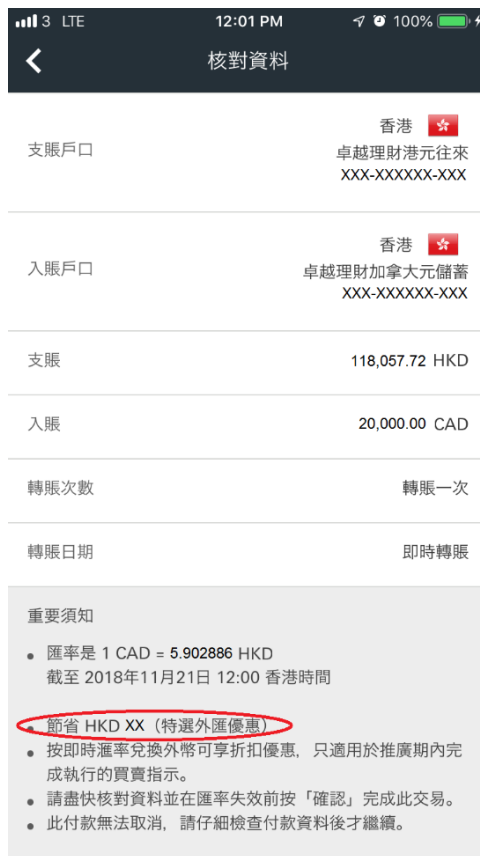 3 LTE 12:01 PM 100%
核對資料
香港
支賬戶口 卓越理財港元往來
XXX-XXXXXX-XXX
香港
入賬戶口 卓越理財加拿大元儲蓄
XXX-XXXXXX-XXX
支賬 118,057.72 HKD
入賬 20,000.00 CAD
轉賬次數 轉賬一次
轉賬日期 即時轉賬
重要須知
• 匯率是 1 CAD = 5.902886 HKD
截至 2018年11月21日 12:00 香港時間
• 節省 HKD XX（特選外匯優惠）
• 按即時滙率兌換外幣可享折扣優惠，只適用於推廣期內完
成執行的買賣指示。
• 請盡快核對資料並在匯率失效前按「確認」完成此交易。
• 此付款無法取消，請仔細檢查付款資料後才繼續。